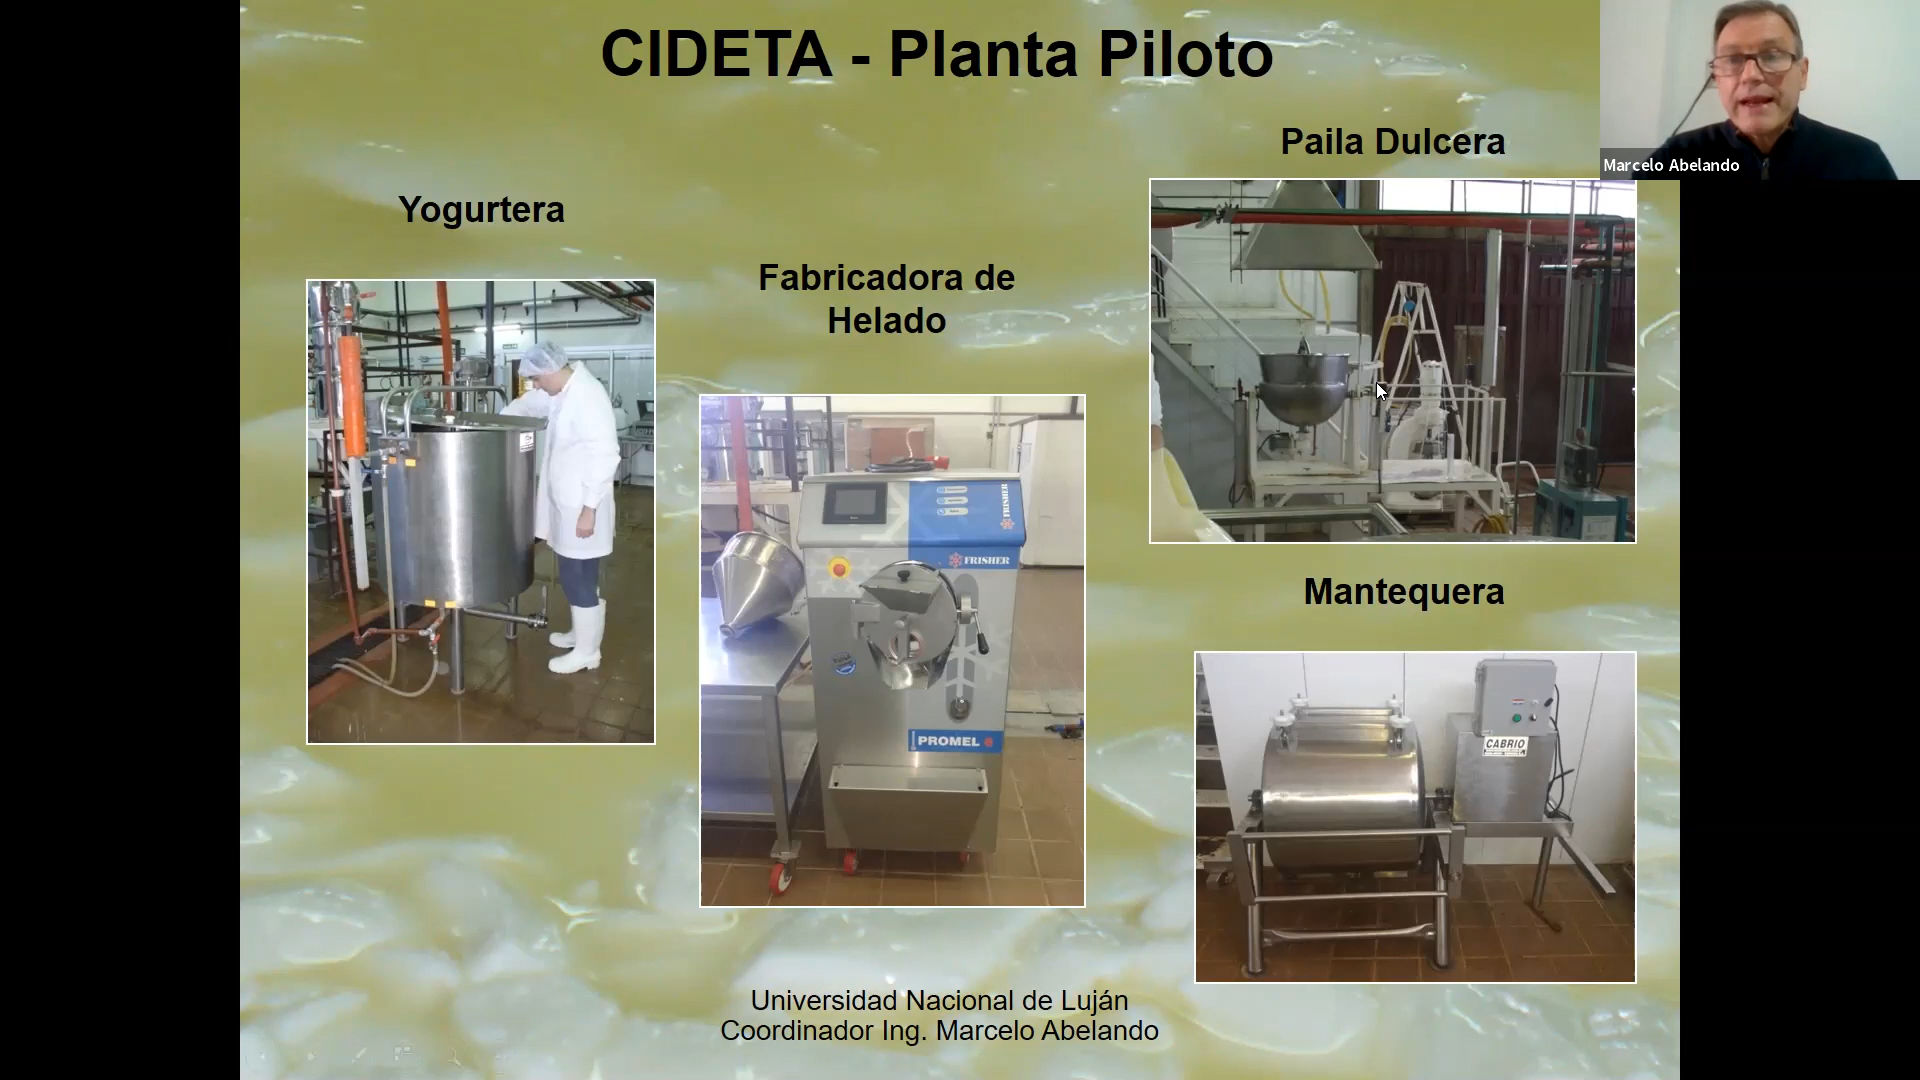 CIDETA - Planta Piloto
Marcelo Abelando
Paila Dulcera
Yogurtera
Fabricadora de
Helado
FRISHER
FRISHER
PROMEL
Mantequera
CABRIO
Universidad Nacional de Luján
Coordinador Ing. Marcelo Abelando